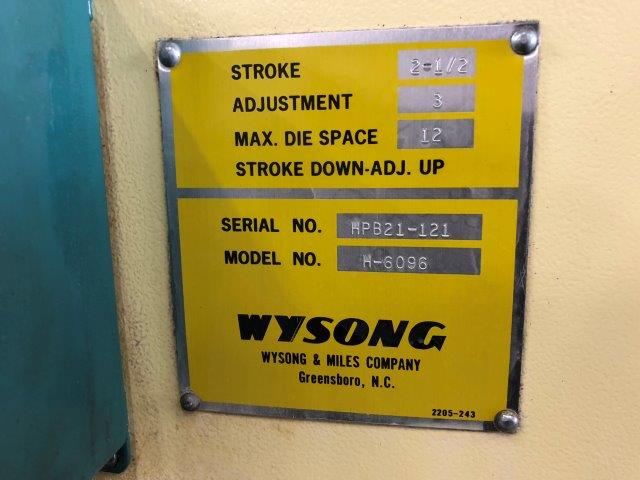 STROKE 2-1/2
ADJUSTMENT 3
MAX. DIE SPACE 12
STROKE DOWN-ADJ. UP
SERIAL NO. HPB21-121
MODEL NO. H-6096
WYSONG
WYSONG & MILES COMPANY
Greensboro, N.C.
2205-243